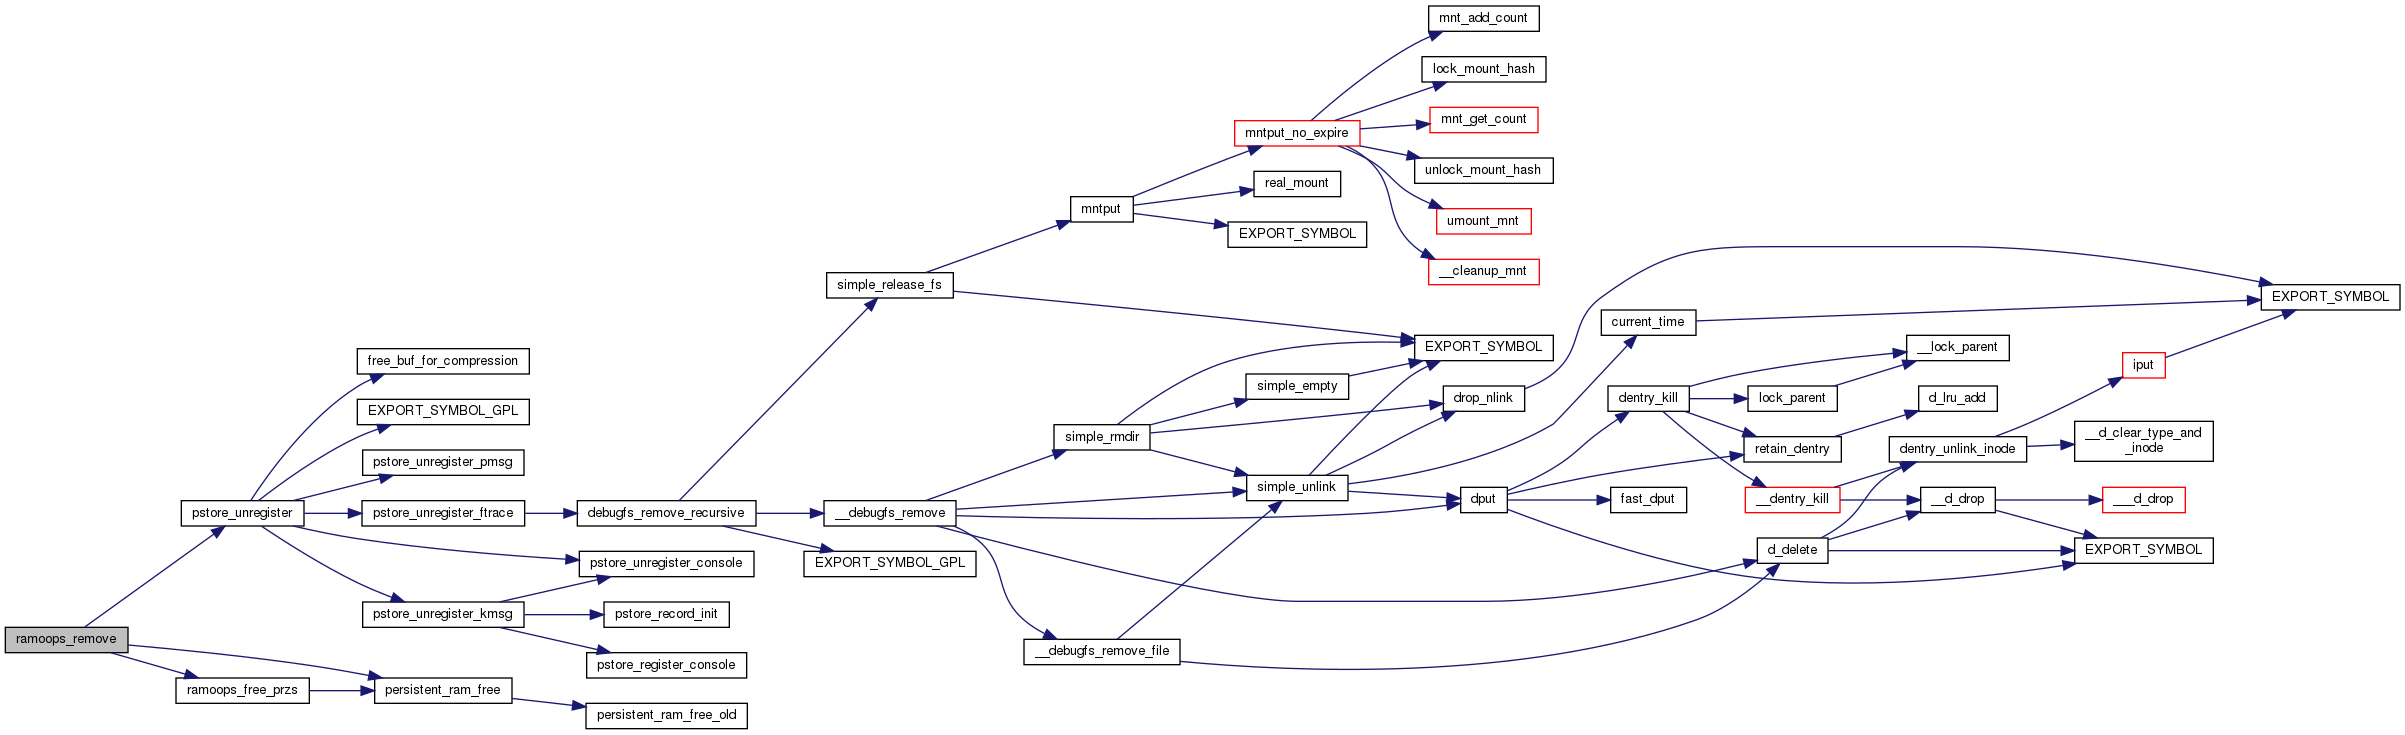 mnt_add_count
lock_mount_hash
mnt_get_count
mntput_no_expire
unlock_mount_hash
real_mount
mntput
umount_mnt
EXPORT_SYMBOL
__cleanup_mnt
simple_release_fs
EXPORT_SYMBOL
current_time
EXPORT_SYMBOL
__lock_parent
free_buf_for_compression
iput
simple_empty
drop_nlink
dentry_kill
lock_parent
d_lru_add
EXPORT_SYMBOL_GPL
simple_rmdir
__d_clear_type_and
_inode
retain_dentry
dentry_unlink_inode
pstore_unregister_pmsg
simple_unlink
dput
fast_dput
__dentry_kill
__d_drop
___d_drop
pstore_unregister
pstore_unregister_ftrace
debugfs_remove_recursive
__debugfs_remove
d_delete
EXPORT_SYMBOL
pstore_unregister_console
EXPORT_SYMBOL_GPL
pstore_unregister_kmsg
pstore_record_init
ramoops_remove
__debugfs_remove_file
pstore_register_console
ramoops_free_przs
persistent_ram_free
persistent_ram_free_old